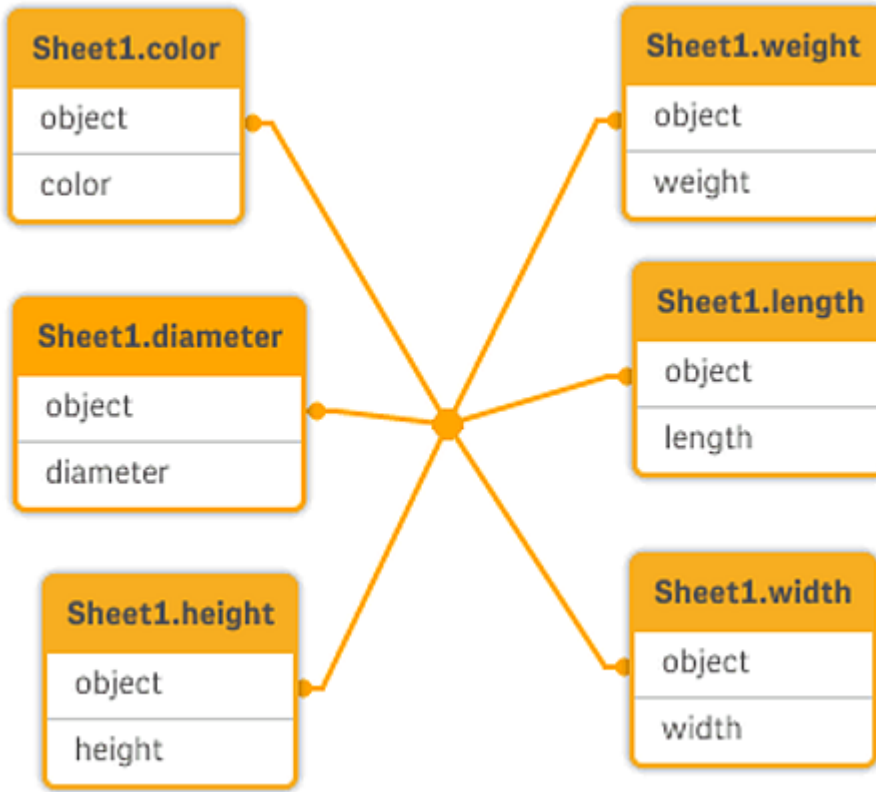 Sheet1.color
object
color
Sheet1.weight
object
weight
Sheet1.diameter
object
diameter
Sheet1.length
object
length
Sheet1.height
object
height
Sheet1.width
object
width